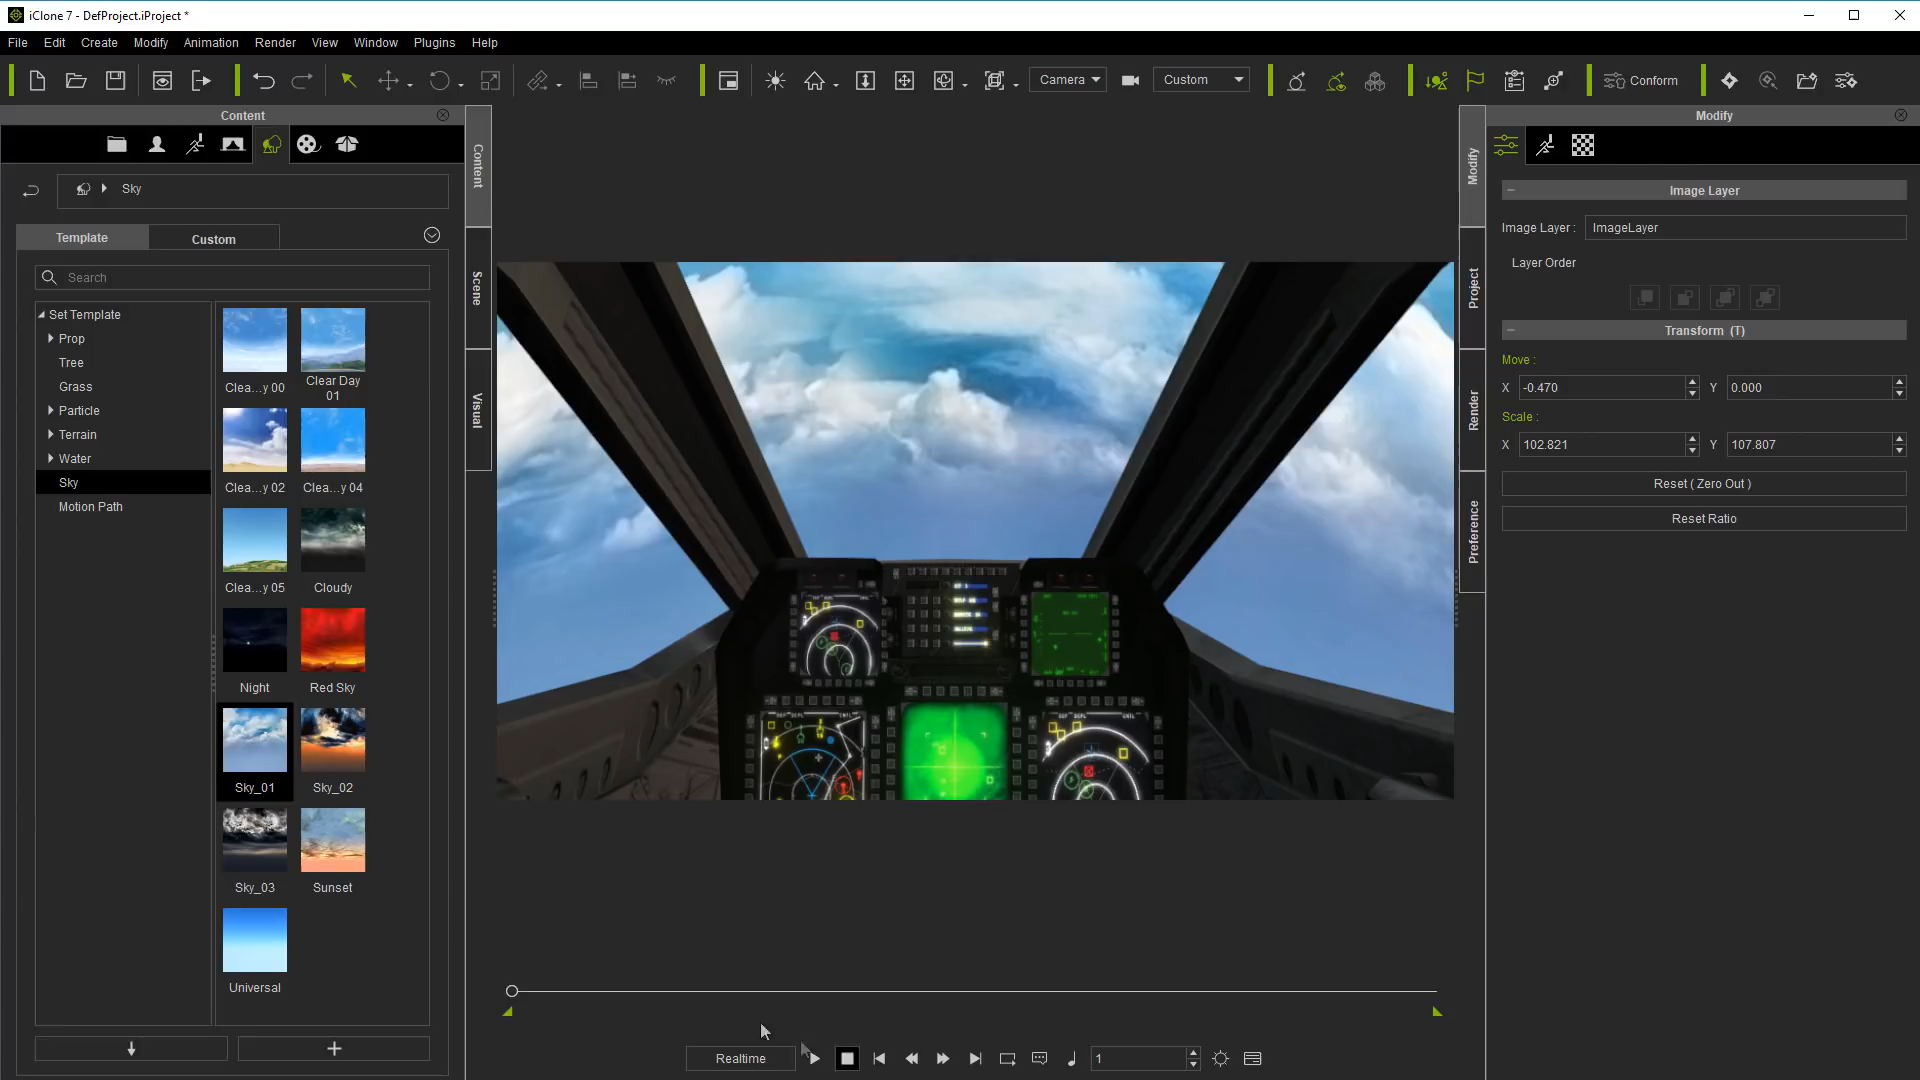 iClone 7 - DefProject.iProject *
File Edit Create Modify Animation Render View Window Plugins Help
Camera Custom Conform
Content
Sky
Template Custom
Search
Set Template
Prop
Tree
Grass
Particle
Terrain
Water
Sky
Motion Path
Clea...y 00
Clear Day
01
Clea...y 02
Clea...y 04
Clea...y 05
Cloudy
Night
Red Sky
Sky_01
Sky_02
Sky_03
Sunset
Universal
Content
Scene
Visual
Realtime
1
Modify
Project
Render
Preference
Modify
Image Layer
Image Layer : ImageLayer
Layer Order
Transform (T)
Move :
X -0.470 Y 0.000
Scale :
X 102.821 Y 107.807
Reset ( Zero Out )
Reset Ratio